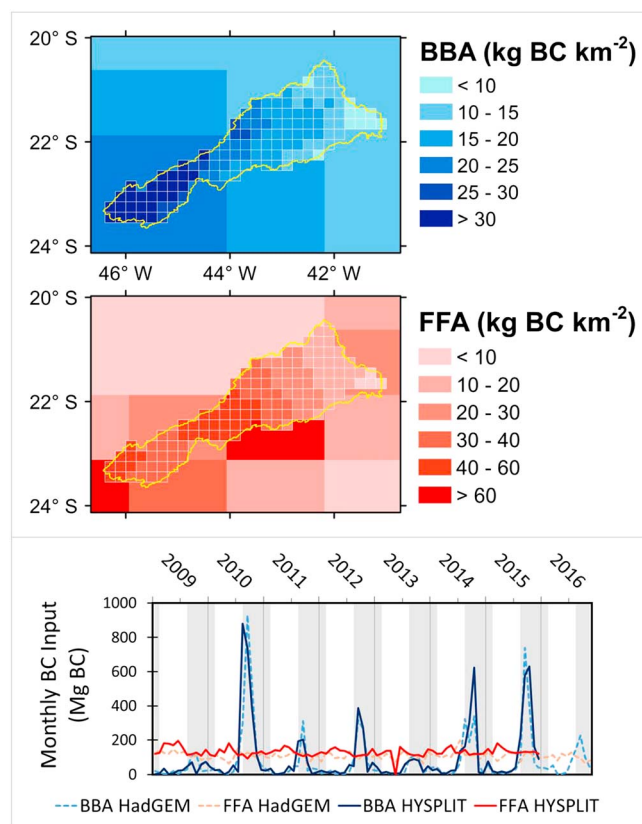 20° S
22° S
24° S
46° W 44° W 42° W
BBA (kg BC km-2)
< 10
10 - 15
15 - 20
20 - 25
25 - 30
> 30
20° S
22° S
24° S
FFA (kg BC km-2)
< 10
10 - 20
20 - 30
30 - 40
40 - 60
> 60
2009 2010 2011 2012 2013 2014 2015 2016
Monthly BC Input
(Mg BC)
1000
800
600
400
200
0
BBA HadGEM FFA HadGEM BBA HYSPLIT FFA HYSPLIT